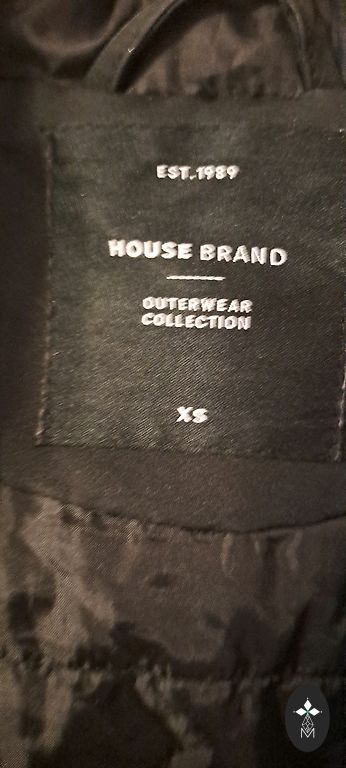 EST.1989
HOUSE BRAND
OUTERWEAR
COLLECTION
XS